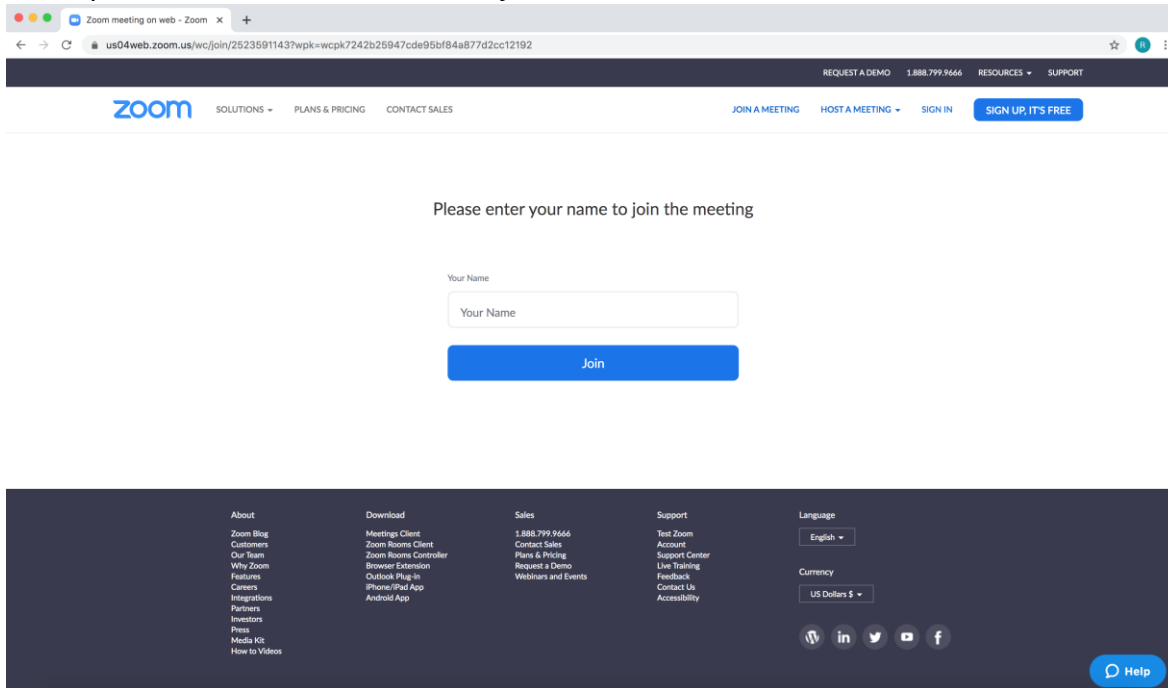 Zoom meeting on web - Zoom
us04web.zoom.us/wc/join/2523591143?wpk=wcpk7242b25947cde95bf84a877d2cc12192
R
REQUEST A DEMO 1.888.799.9666 RESOURCES SUPPORT
zoom SOLUTIONS PLANS & PRICING CONTACT SALES JOIN A MEETING HOST A MEETING SIGN IN SIGN UP, IT'S FREE
Please enter your name to join the meeting
Your Name
Your Name
Join
About
Zoom Blog
Customers
Our Team
Why Zoom
Features
Careers
Integrations
Partners
Investors
Press
Media Kit
How to Videos
Download
Meetings Client
Zoom Rooms Client
Zoom Rooms Controller
Browser Extension
Outlook Plug-in
iPhone/iPad App
Android App
Sales
1.888.799.9666
Contact Sales
Plans & Pricing
Request a Demo
Webinars and Events
Support
Test Zoom
Account
Support Center
Live Training
Feedback
Contact Us
Accessibility
Language
English
Currency
US Dollars $
in f
Help